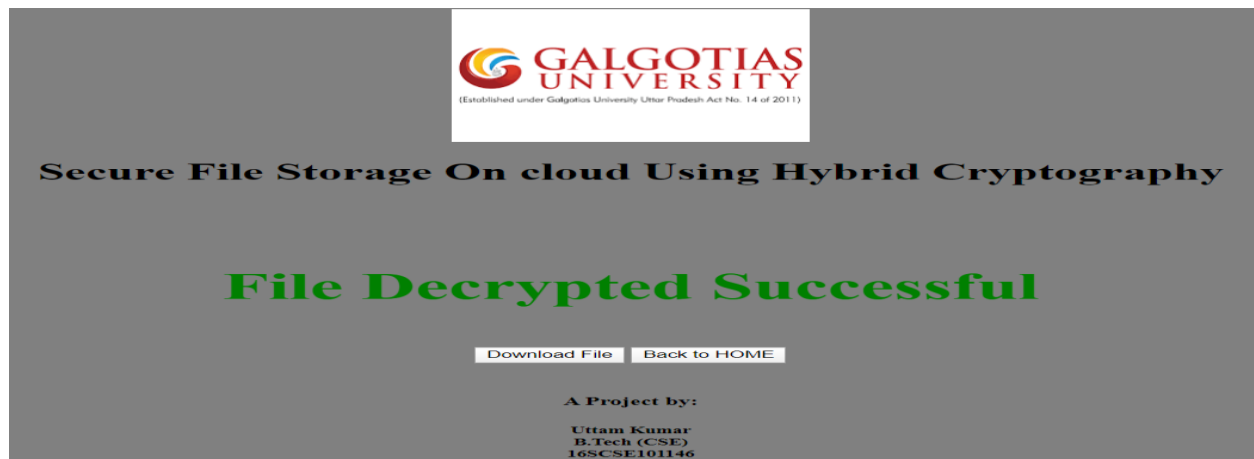 GALGOTIAS
UNIVERSITY
(Established under Galgotias University Uttar Pradesh Act No. 14 of 2011)
Secure File Storage On cloud Using Hybrid Cryptography
File Decrypted Successful
Download File Back to HOME
A Project by:
Uttam Kumar
B.Tech (CSE)
16SCSE101146